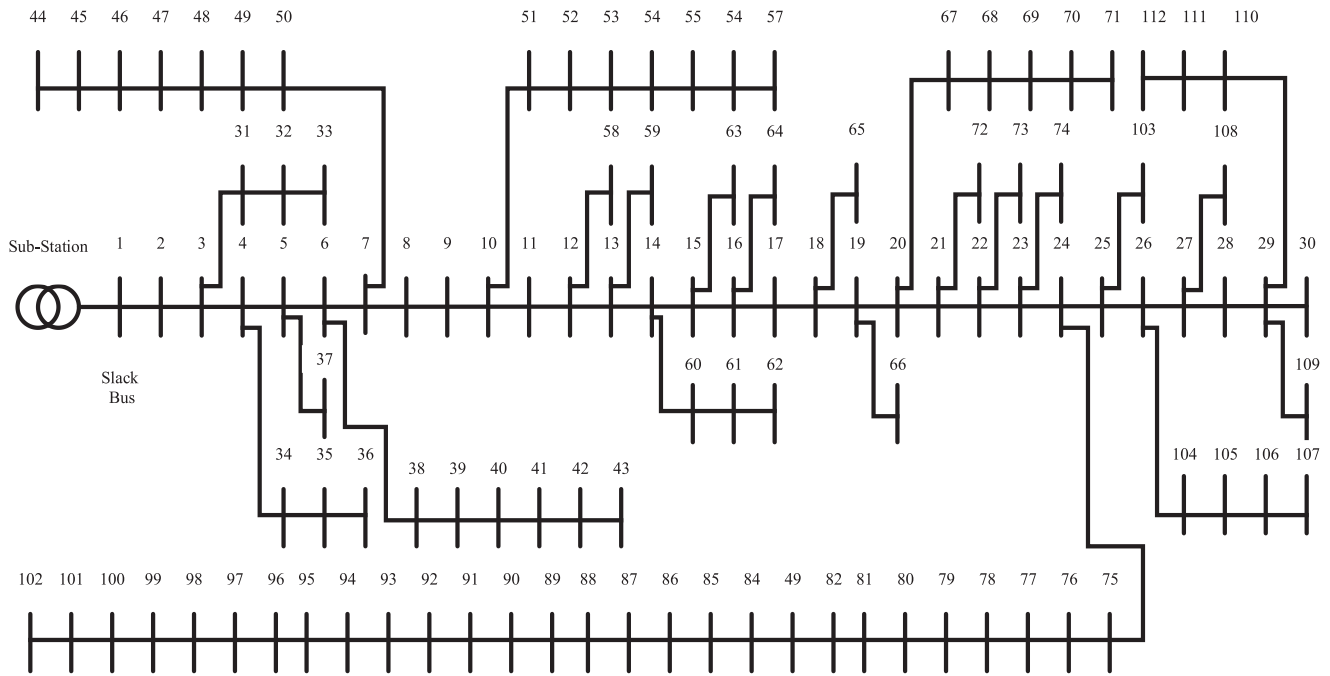 44 45 46 47 48 49 50 51 52 53 54 55 54 57 67 68 69 70 71 112 111 110
31 32 33 58 59 63 64 65 72 73 74 103 108
Sub-Station 1 2 3 4 5 6 7 8 9 10 11 12 13 14 15 16 17 18 19 20 21 22 23 24 25 26 27 28 29 30
37 60 61 62 66 109
Slack
Bus
34 35 36 38 39 40 41 42 43 104 105 106 107
102 101 100 99 98 97 96 95 94 93 92 91 90 89 88 87 86 85 84 49 82 81 80 79 78 77 76 75